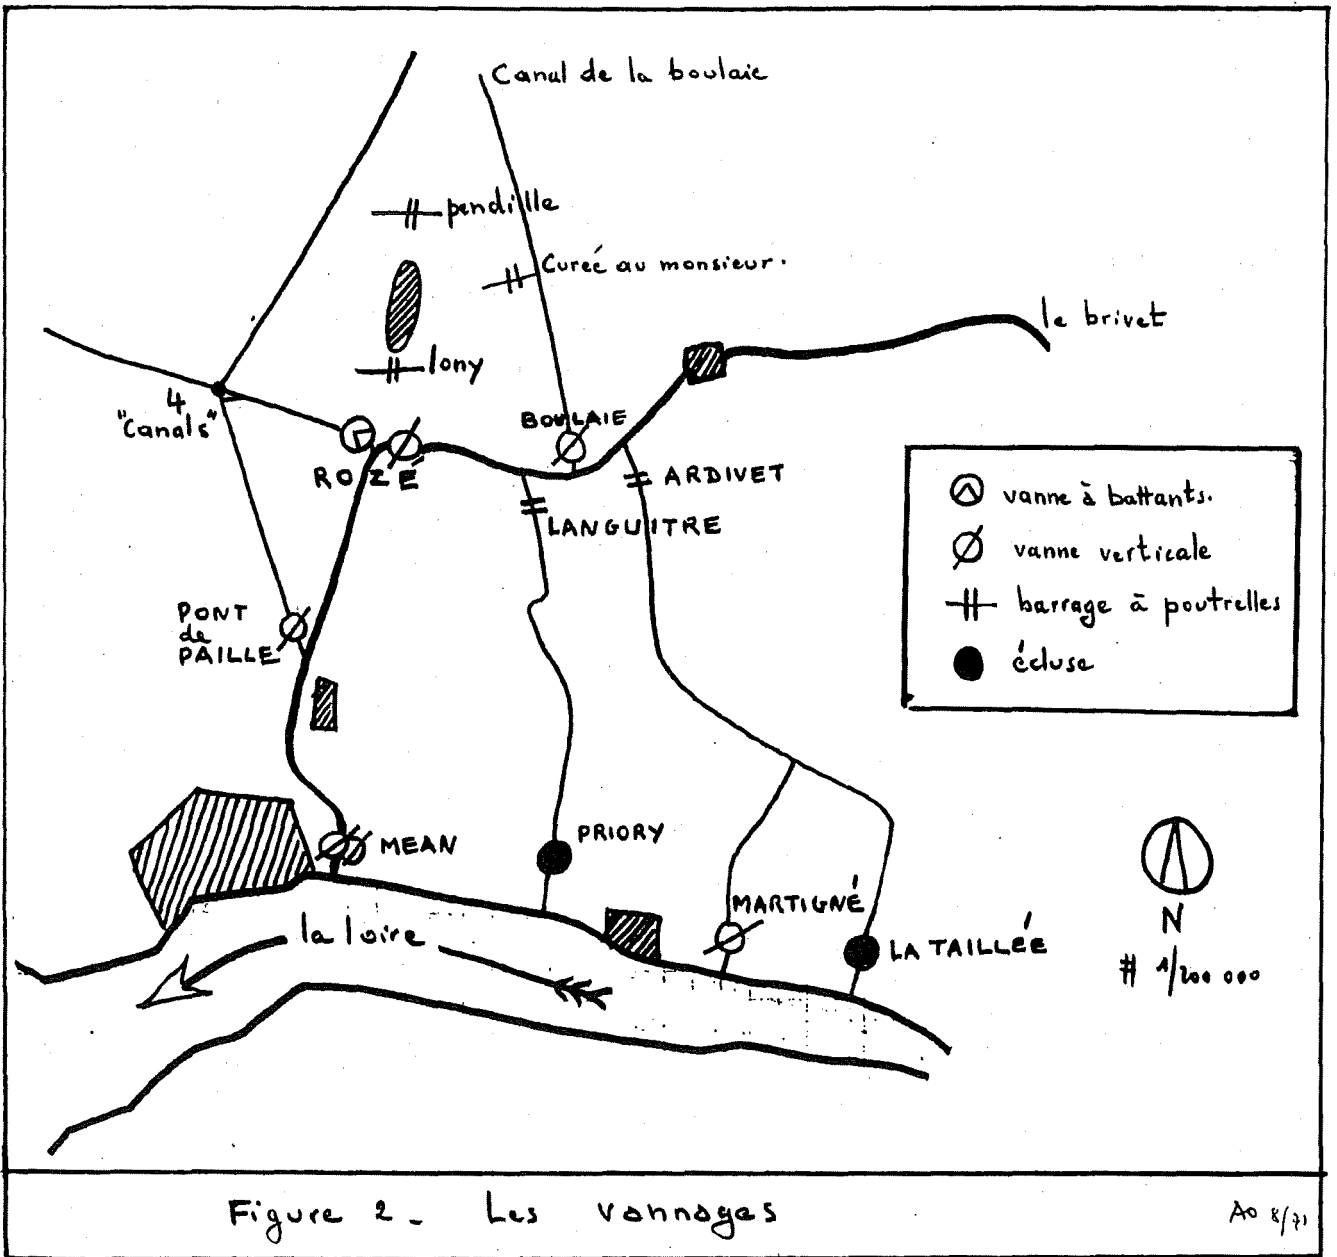 Canal de la boulaie
pendille
Cureé au monsieur.
le brivet
lony
4
"Canals"
BOULAIE
ROZÉ
ARDIVET
LANGUITRE
vanne à battants.
vanne verticale
barrage à poutrelles
écluse
PONT
de
PAILLE
MEAN
PRIORY
MARTIGNÉ
LA TAILLÉE
la loire
N
# 1/200 000
Figure 2 - Les vannages
AO 8/71